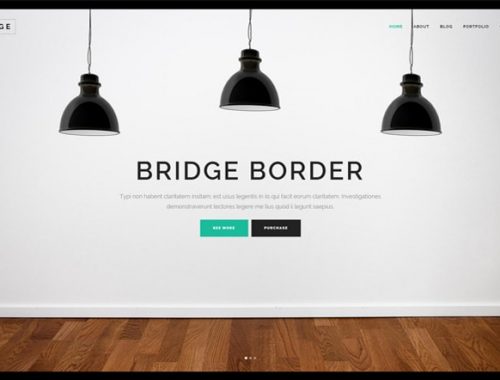 GE
HOME ABOUT BLOG PORTFOLIO
BRIDGE BORDER
Typi non habent claritatem insitam; est usus legentis in iis qui facit eorum claritatem. Investigationes
demonstraverunt lectores legere me lius quod ii legunt saepius.
SEE MORE PURCHASE